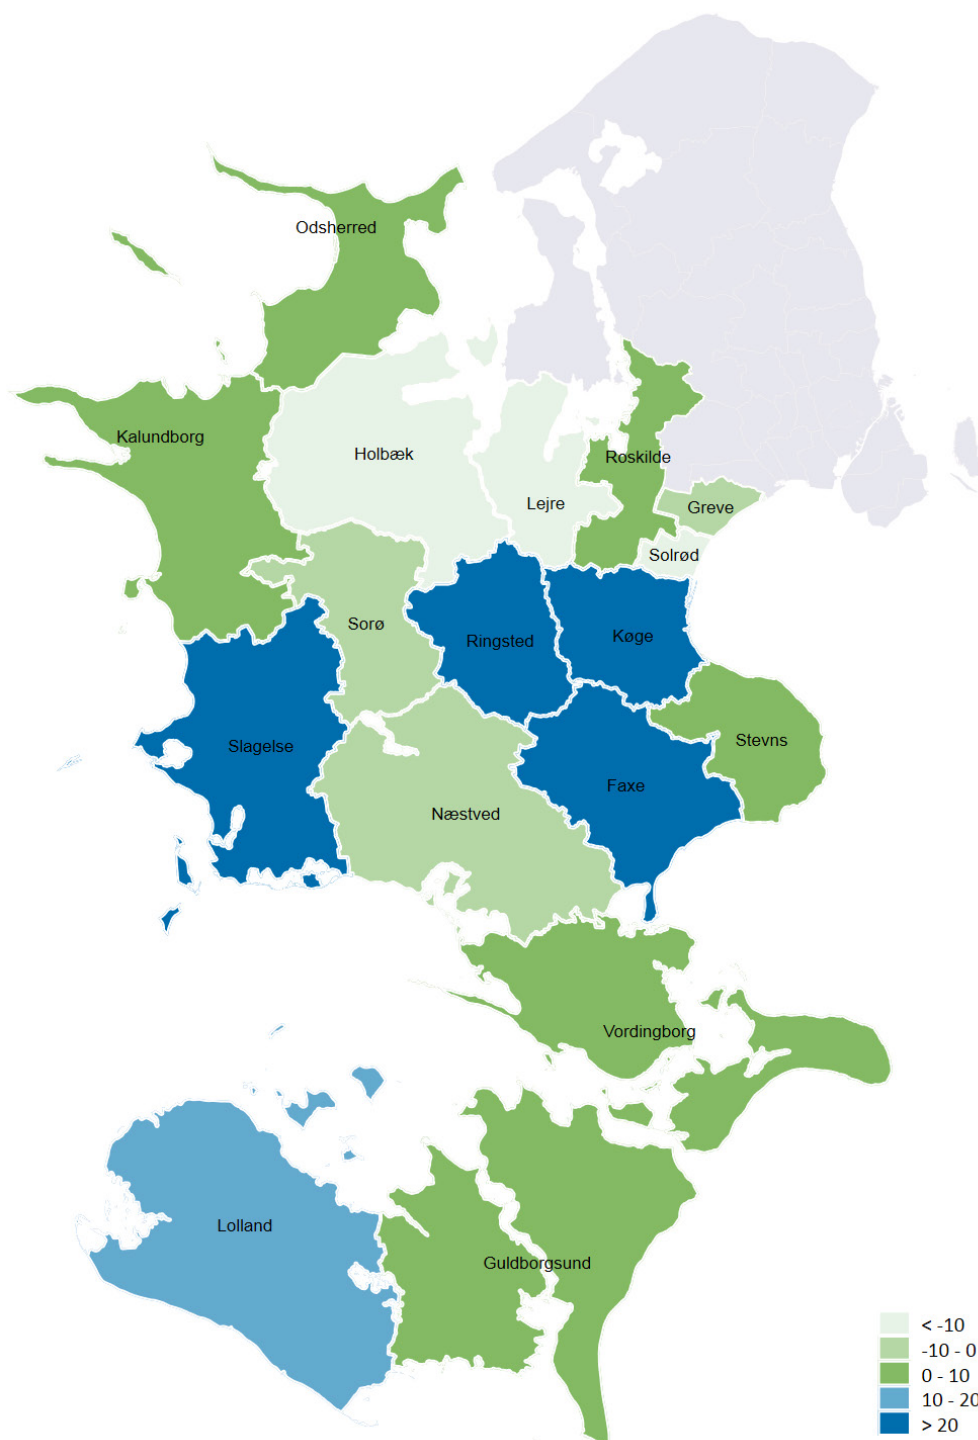 Odsherred
Kalundborg
Holbæk
Roskilde
Lejre
Greve
Solrød
Sorø
Ringsted
Køge
Slagelse
Stevns
Faxe
Næstved
Vordingborg
Lolland
Guldborgsund
< -10
-10 - 0
0 - 10
10 - 20
> 20